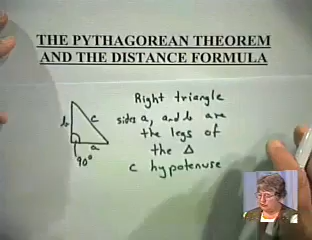 THE PYTHAGOREAN THEOREM
AND THE DISTANCE FORMULA
Right triangle
sides a, and b are
the legs of
the Δ
c hypotenuse
b
c
a
90°